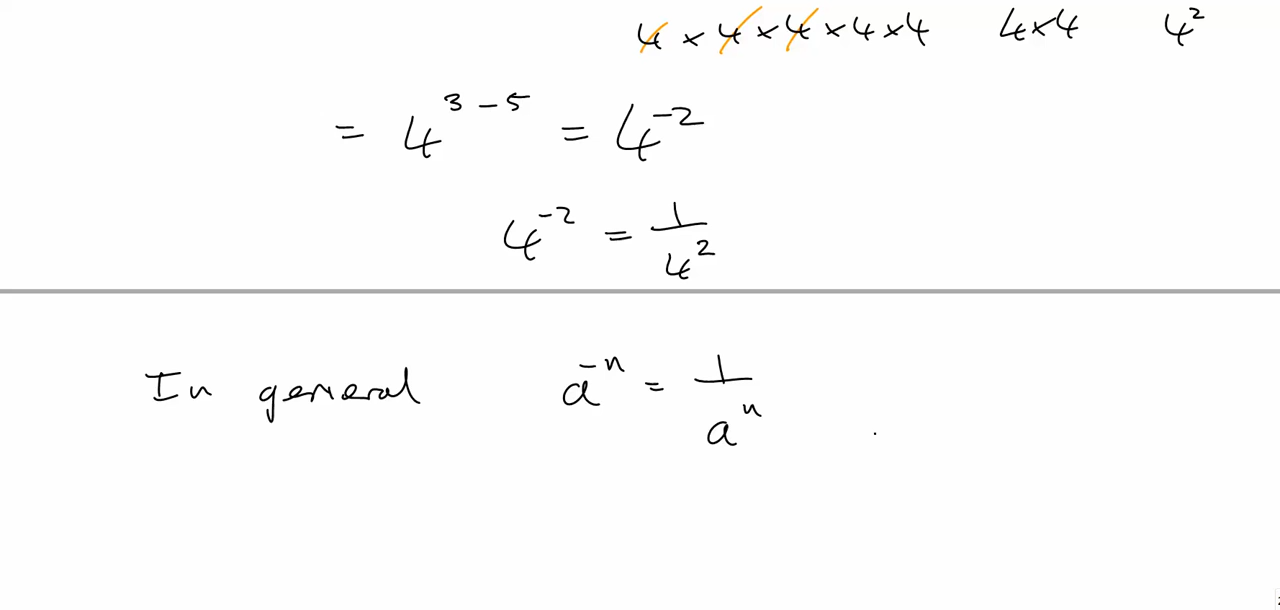 4 × 4 × 4 × 4 × 4 4×4 4²
= 4³⁻⁵ = 4⁻²
4⁻² = 1/4²
In general a⁻ⁿ = 1/aⁿ